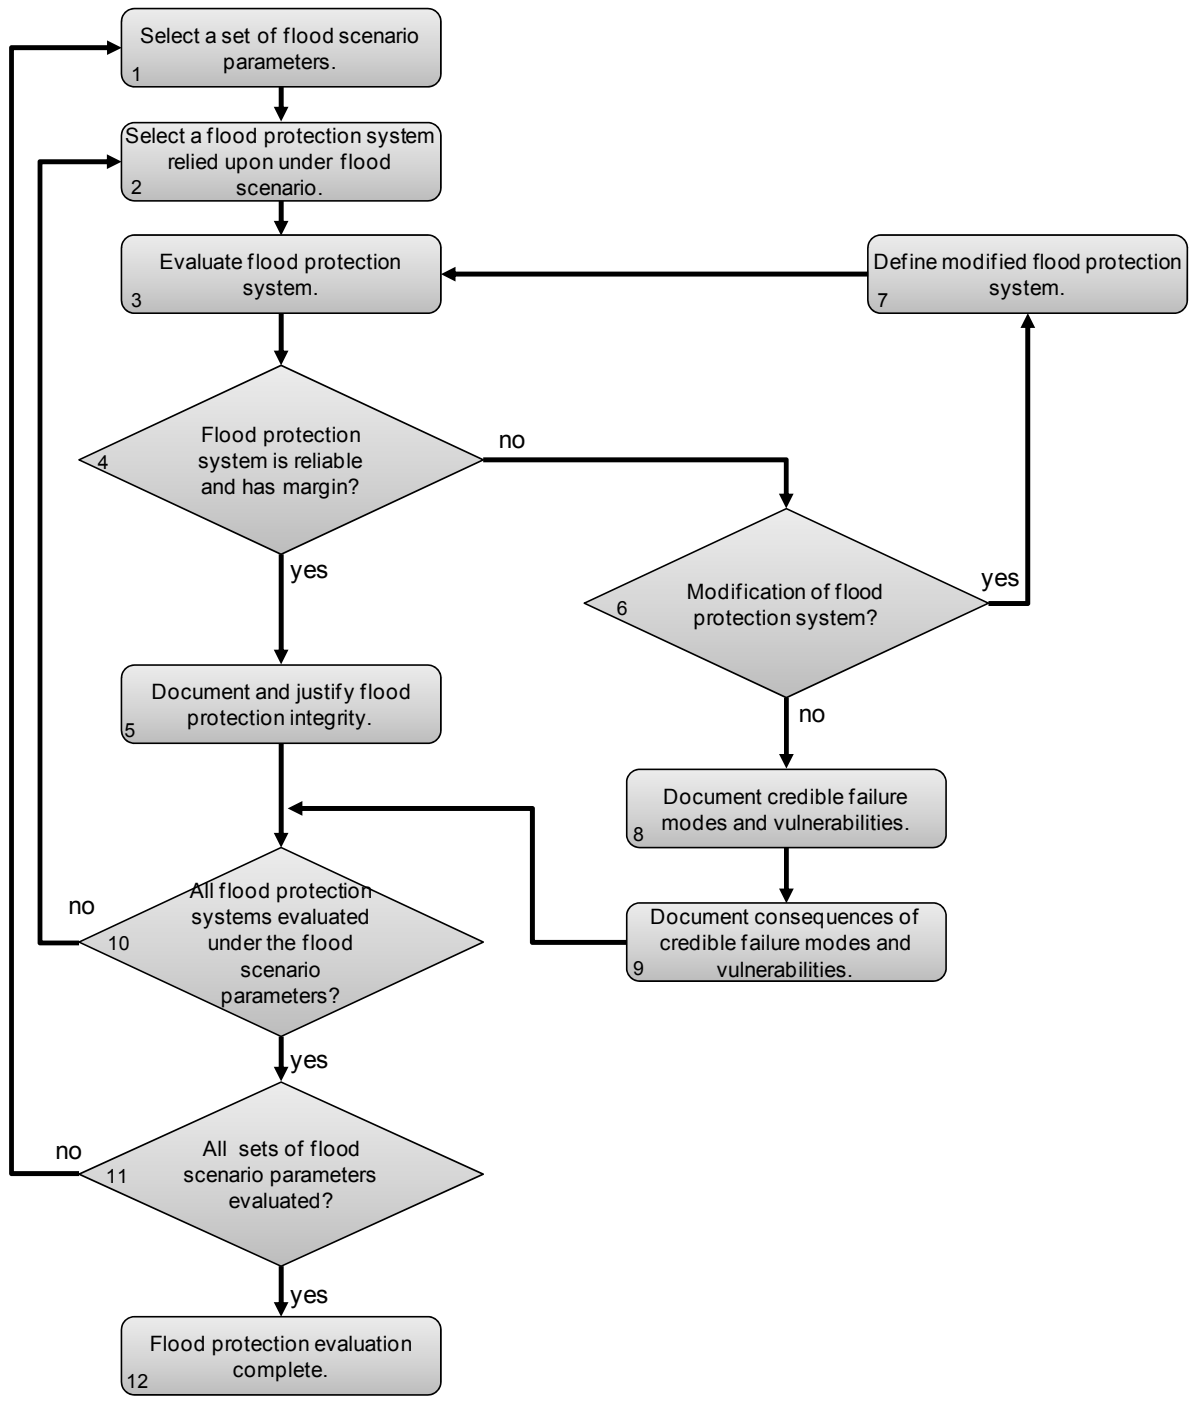 Select a set of flood scenario
parameters.
1
Select a flood protection system
relied upon under flood
scenario.
2
Evaluate flood protection
system.
3
Define modified flood protection
system.
7
Flood protection
system is reliable
and has margin?
4
no
yes
Modification of flood
protection system?
6
yes
no
Document and justify flood
protection integrity.
5
Document credible failure
modes and vulnerabilities.
8
Document consequences of
credible failure modes and
vulnerabilities.
9
All flood protection
systems evaluated
under the flood
scenario
parameters?
10
no
yes
All sets of flood
scenario parameters
evaluated?
11
no
yes
Flood protection evaluation
complete.
12